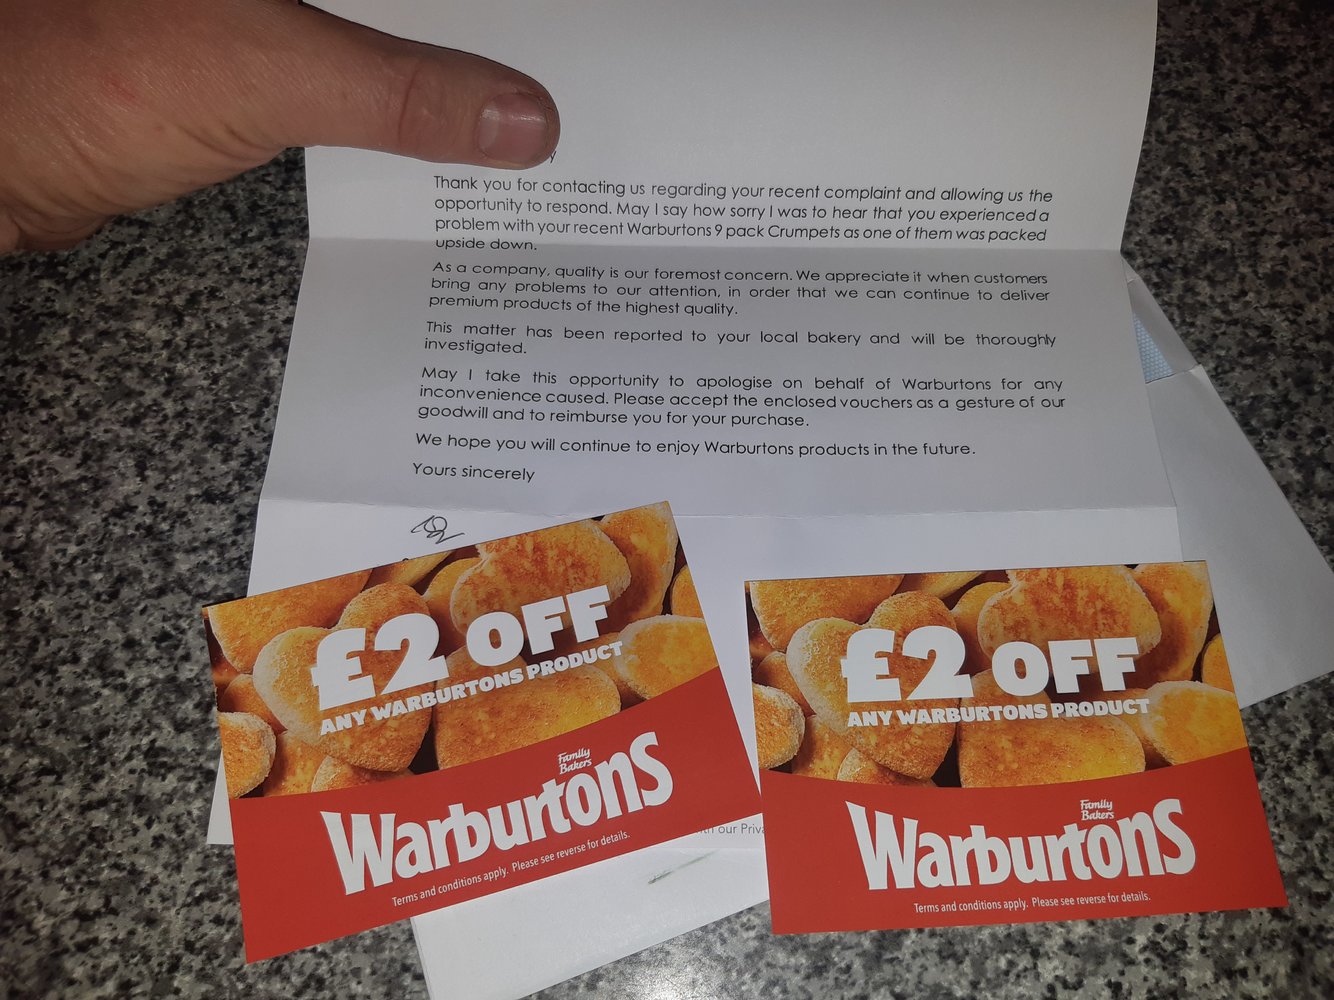 Thank you for contacting us regarding your recent complaint and allowing us the
opportunity to respond. May I say how sorry I was to hear that you experienced a
problem with your recent Warburtons 9 pack Crumpets as one of them was packed
upside down.
As a company, quality is our foremost concern. We appreciate it when customers
bring any problems to our attention, in order that we can continue to deliver
premium products of the highest quality.
This matter has been reported to your local bakery and will be thoroughly
investigated.
May I take this opportunity to apologise on behalf of Warburtons for any
inconvenience caused. Please accept the enclosed vouchers as a gesture of our
goodwill and to reimburse you for your purchase.
We hope you will continue to enjoy Warburtons products in the future.
Yours sincerely
£2 OFF
ANY WARBURTONS PRODUCT
Family
Bakers
Warburtons
Terms and conditions apply. Please see reverse for details.
our
£2 OFF
ANY WARBURTONS PRODUCT
Family
Bakers
Warburtons
Terms and conditions apply. Please see reverse for details.